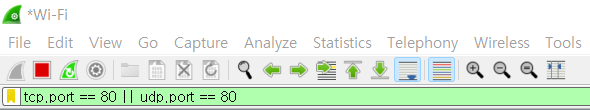 *Wi-Fi
File Edit View Go Capture Analyze Statistics Telephony Wireless Tools
tcp,port == 80 || udp,port == 80